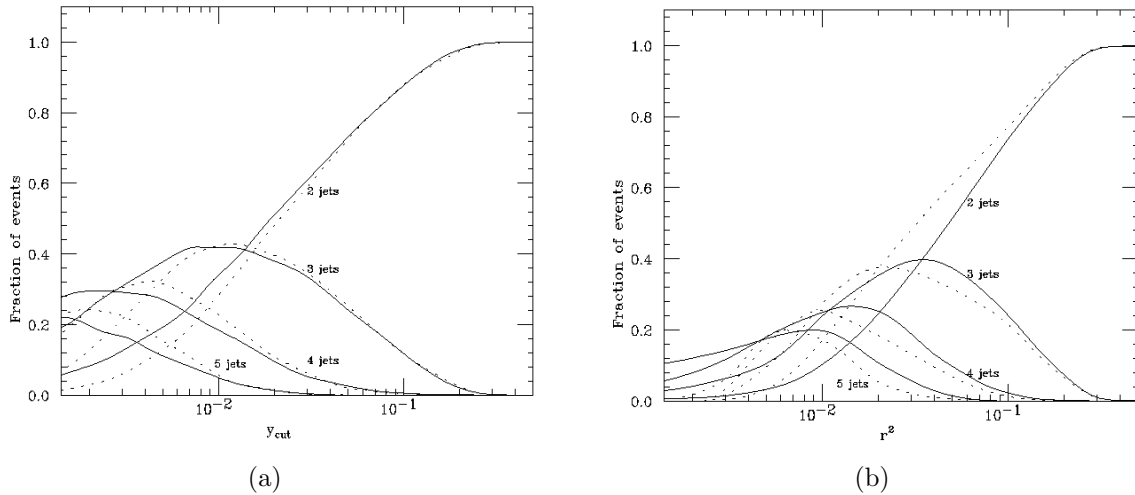 1.0
0.8
0.6
0.4
0.2
0.0
Fraction of events
2 jets
3 jets
4 jets
5 jets
10⁻²
10⁻¹
y_cut
(a)
1.0
0.8
0.6
0.4
0.2
0.0
Fraction of events
2 jets
3 jets
4 jets
5 jets
10⁻²
10⁻¹
r²
(b)